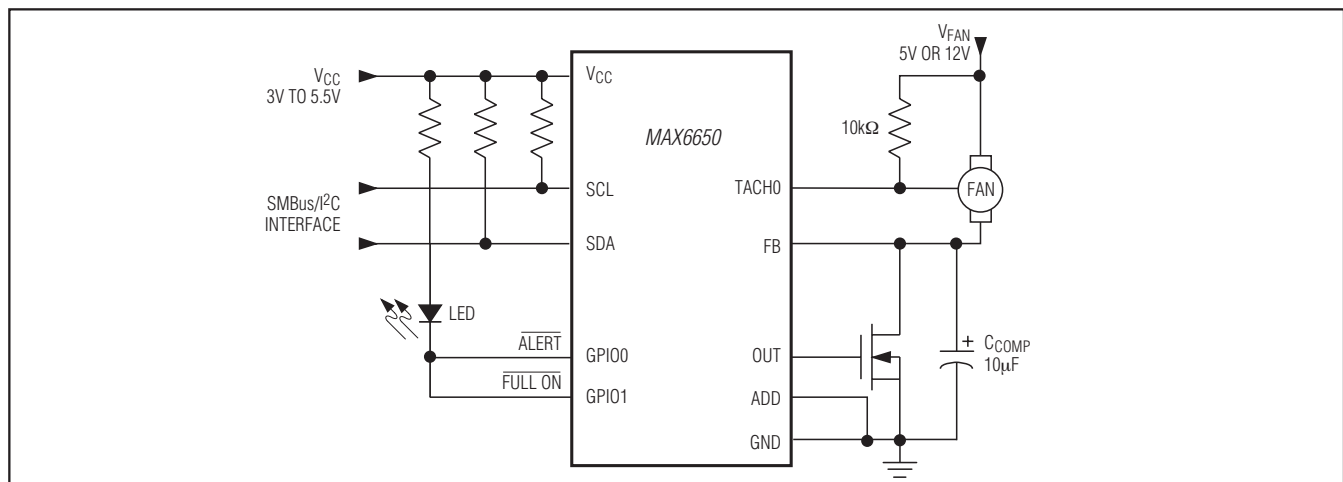 VCC
3V TO 5.5V
SMBus/I2C
INTERFACE
LED
ALERT
FULL ON
VCC
SCL
SDA
GPIO0
GPIO1
MAX6650
TACH0
FB
OUT
ADD
GND
VFAN
5V OR 12V
10kΩ
FAN
+
CCOMP
10µF